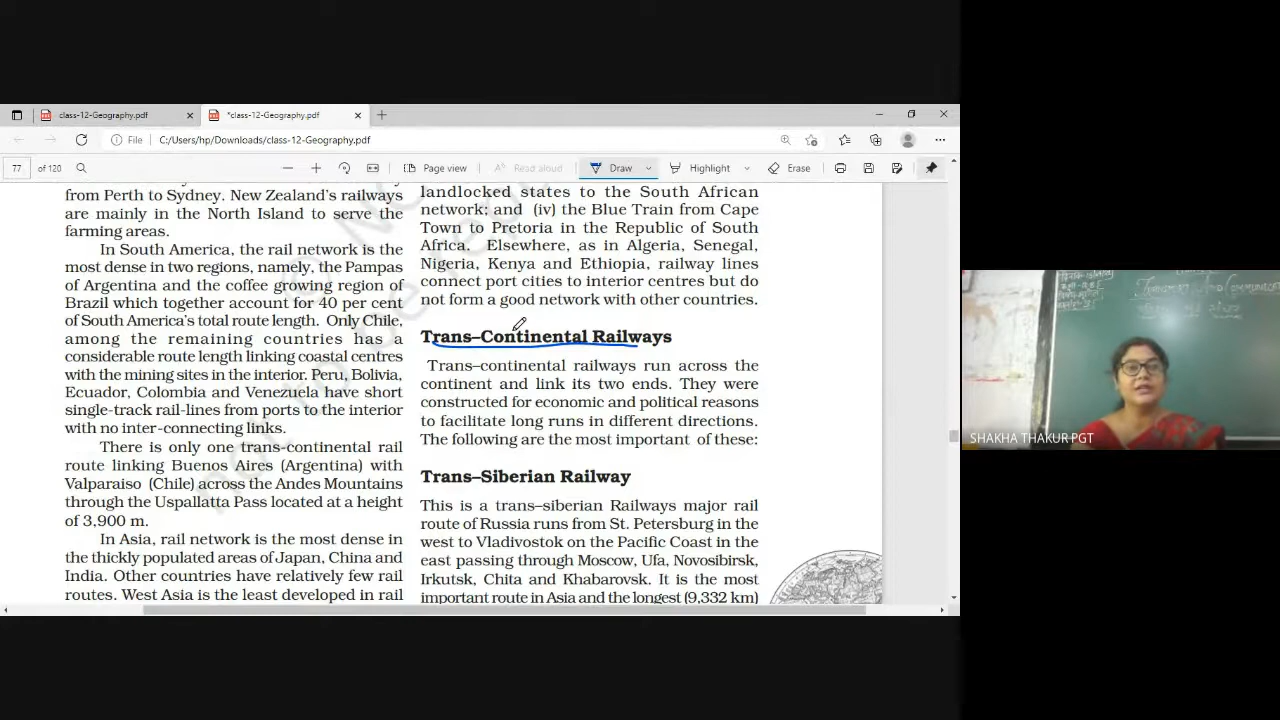 class-12-Geography.pdf
*class-12-Geography.pdf
File
C:/Users/hp/Downloads/class-12-Geography.pdf
77
of 120
Page view
Read aloud
Draw
Highlight
Erase
from Perth to Sydney. New Zealand's railways
are mainly in the North Island to serve the
farming areas.
In South America, the rail network is the
most dense in two regions, namely, the Pampas
of Argentina and the coffee growing region of
Brazil which together account for 40 per cent
of South America's total route length. Only Chile,
among the remaining countries has a
considerable route length linking coastal centres
with the mining sites in the interior. Peru, Bolivia,
Ecuador, Colombia and Venezuela have short
single-track rail-lines from ports to the interior
with no inter-connecting links.
There is only one trans-continental rail
route linking Buenos Aires (Argentina) with
Valparaiso (Chile) across the Andes Mountains
through the Uspallatta Pass located at a height
of 3,900 m.
In Asia, rail network is the most dense in
the thickly populated areas of Japan, China and
India. Other countries have relatively few rail
routes. West Asia is the least developed in rail
landlocked states to the South African
network; and (iv) the Blue Train from Cape
Town to Pretoria in the Republic of South
Africa. Elsewhere, as in Algeria, Senegal,
Nigeria, Kenya and Ethiopia, railway lines
connect port cities to interior centres but do
not form a good network with other countries.
Trans–Continental Railways
Trans–continental railways run across the
continent and link its two ends. They were
constructed for economic and political reasons
to facilitate long runs in different directions.
The following are the most important of these:
Trans–Siberian Railway
This is a trans–siberian Railways major rail
route of Russia runs from St. Petersburg in the
west to Vladivostok on the Pacific Coast in the
east passing through Moscow, Ufa, Novosibirsk,
Irkutsk, Chita and Khabarovsk. It is the most
important route in Asia and the longest (9,332 km)
SHAKHA THAKUR PGT